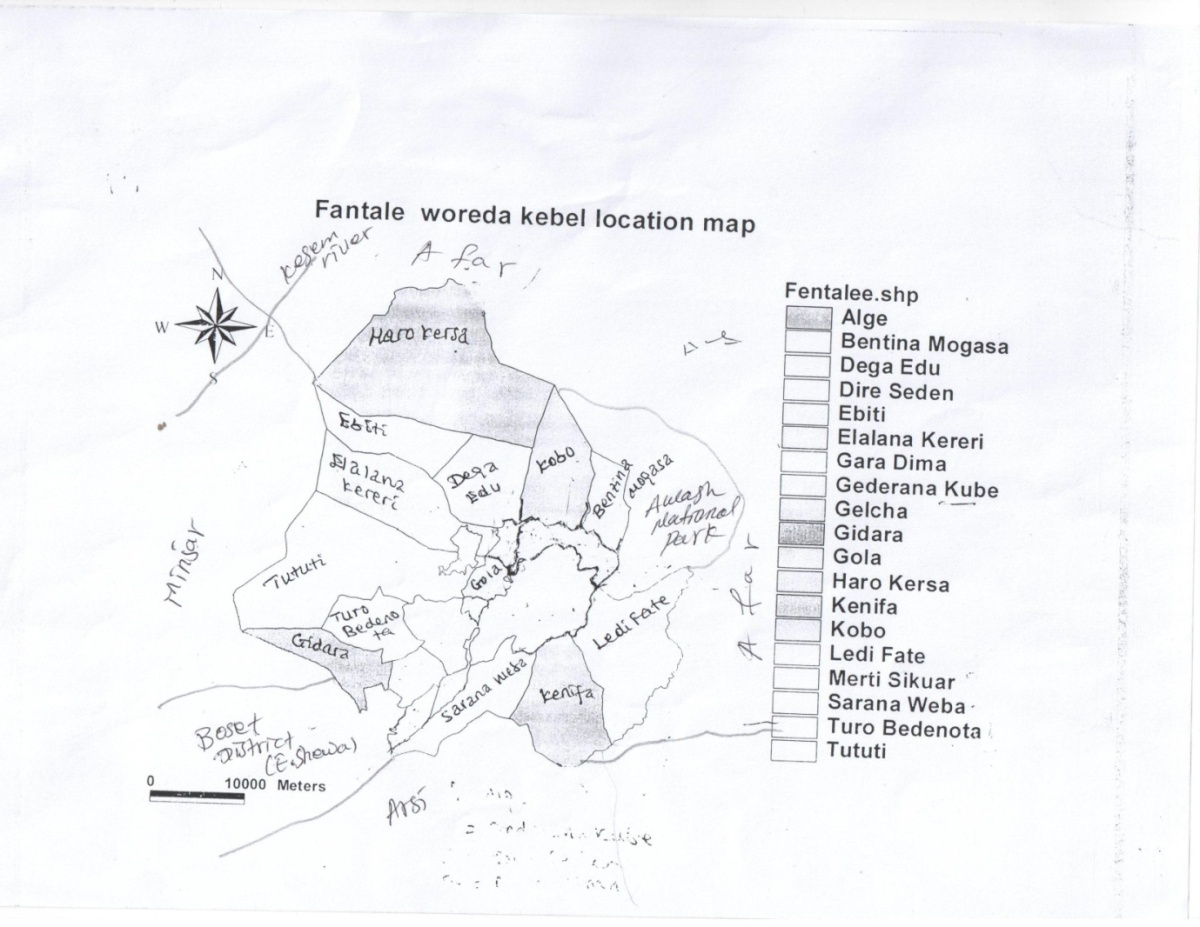 Fantale woreda kebel location map
Kesem
river
Afar
N
W
E
S
Haro Kersa
Ebiti
Elalana
Kereri
Dega
Edu
Kobo
Bentina
Mogasa
Awash
National
park
Minsar
Tututi
Gola
Turo
Bedeno
ta
Gidara
Ledi Fate
Afar
Sarana Weba
Kenifa
Boset
District
(E.Shewa)
0 10000 Meters
Arsi
Fentalee.shp
Alge
Bentina Mogasa
Dega Edu
Dire Seden
Ebiti
Elalana Kereri
Gara Dima
Gederana Kube
Gelcha
Gidara
Gola
Haro Kersa
Kenifa
Kobo
Ledi Fate
Merti Sikuar
Sarana Weba
Turo Bedenota
Tututi